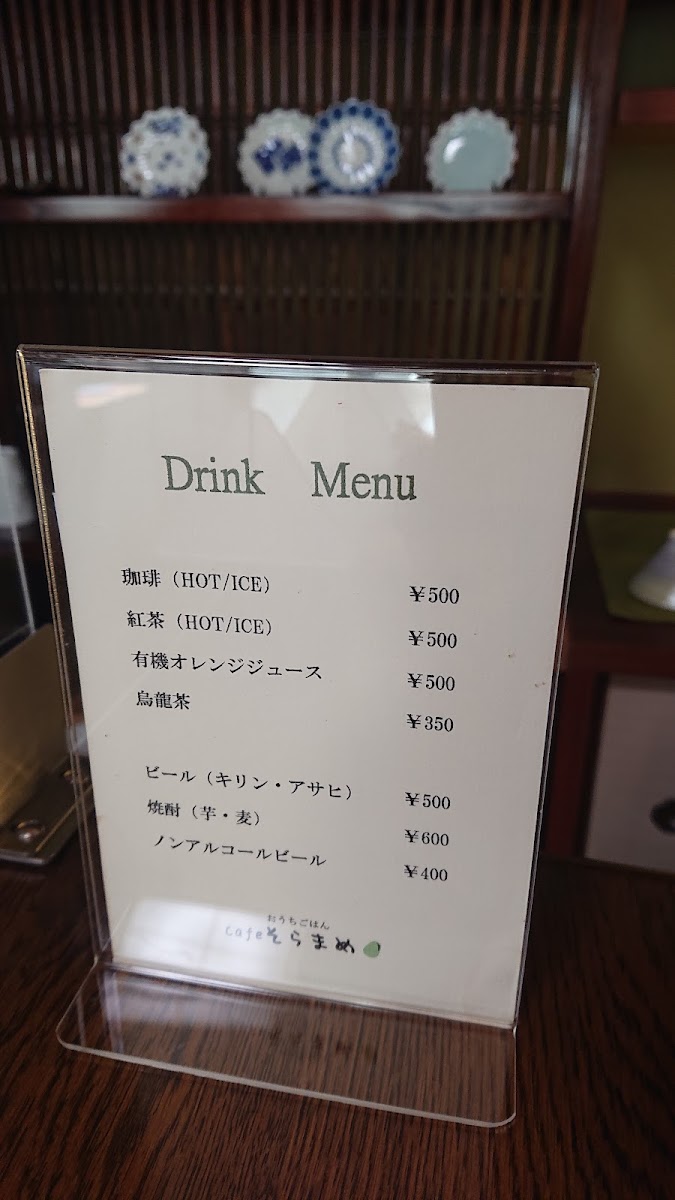 Drink Menu
珈琲（HOT/ICE） ￥500
紅茶（HOT/ICE） ￥500
有機オレンジジュース ￥500
烏龍茶 ￥350
ビール（キリン・アサヒ） ￥500
焼酎（芋・麦） ￥600
ノンアルコールビール ￥400
おうちごはん
cafeそらまめ